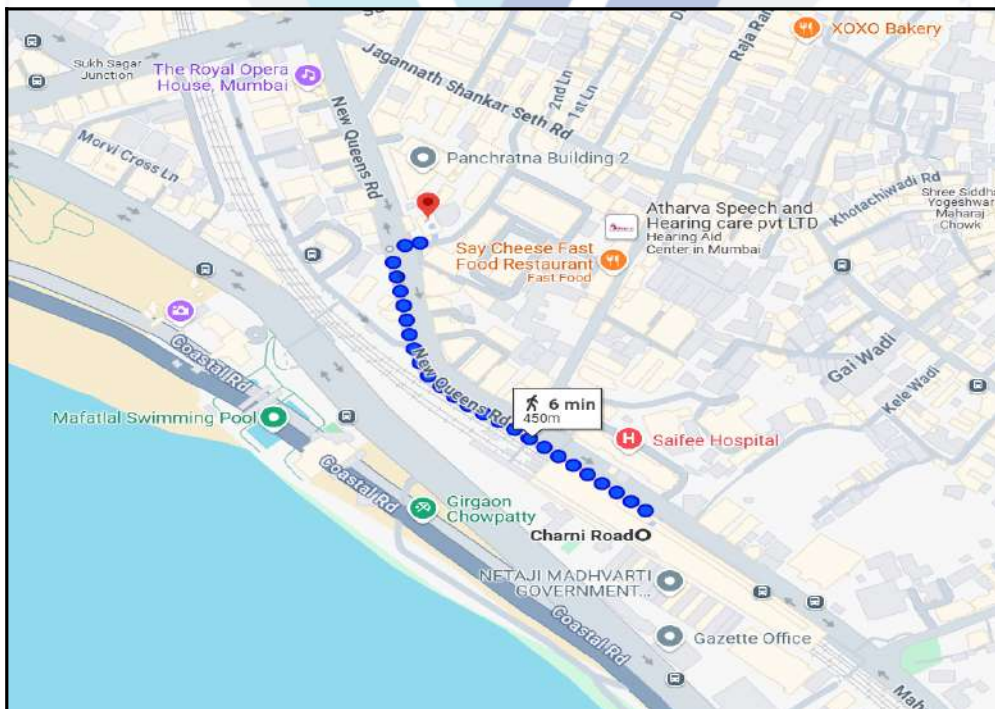 XOXO Bakery
Sukh Sagar
Junction
The Royal Opera
House, Mumbai
Jagannath Shankar Seth Rd
2nd Ln
1st Ln
Raja Ram
New Queens Rd
Morvi Cross Ln
Panchratna Building 2
Khotachiwadi Rd
Shree Siddha
Yogeshwar
Maharaj
Chowk
Atharva Speech and
Hearing care pvt LTD
Hearing Aid
Center in Mumbai
Say Cheese Fast
Food Restaurant
Fast Food
Coastal Rd
Gai Wadi
Kele Wadi
New Queens Rd
6 min
450m
Mafatlal Swimming Pool
H
Saifee Hospital
Coastal Rd
Girgaon
Chowpatty
Charni Road
NETAJI MADHVARTI
GOVERNMENT...
Gazette Office
Coastal Rd
Mah